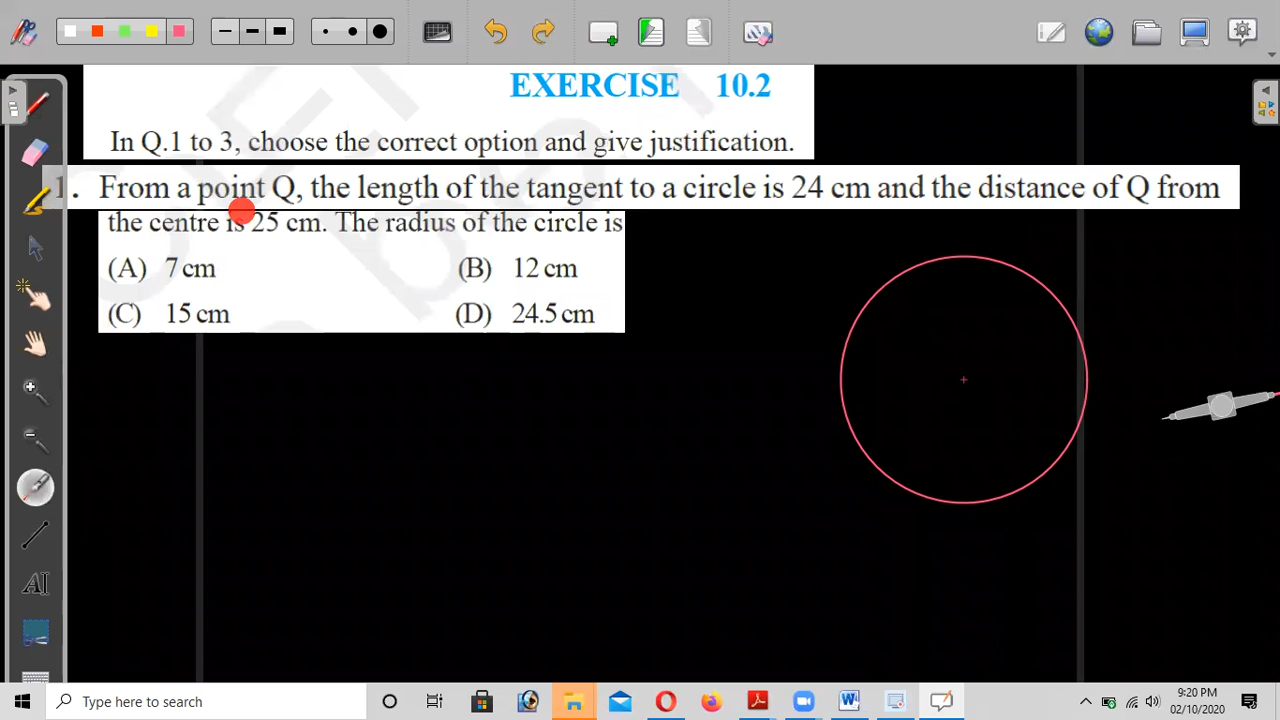 EXERCISE 10.2
In Q.1 to 3, choose the correct option and give justification.
1. From a point Q, the length of the tangent to a circle is 24 cm and the distance of Q from
the centre is 25 cm. The radius of the circle is
(A) 7 cm (B) 12 cm
(C) 15 cm (D) 24.5 cm
AI
Type here to search
9:20 PM
02/10/2020